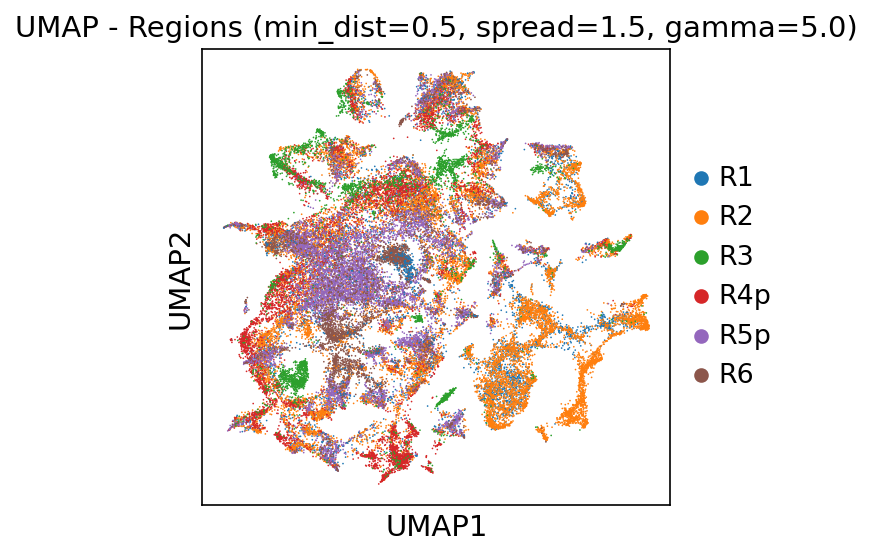 UMAP - Regions (min_dist=0.5, spread=1.5, gamma=5.0)
UMAP2
R1
R2
R3
R4p
R5p
R6
UMAP1